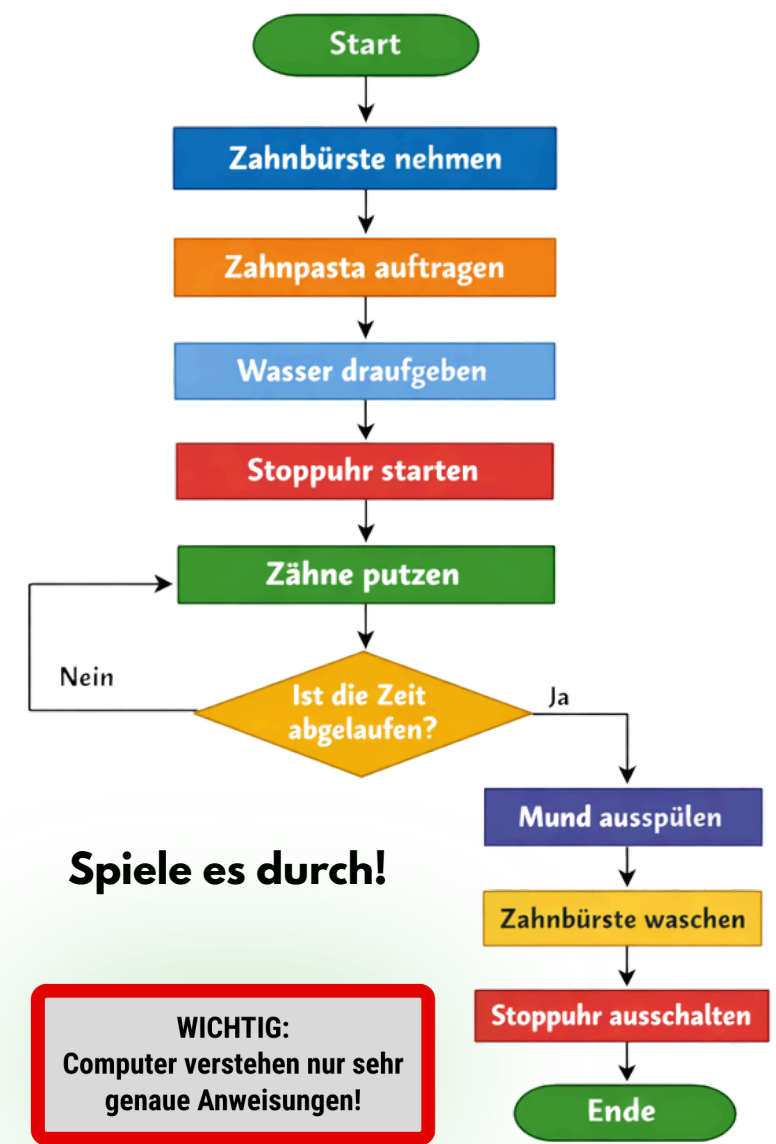 Start
Zahnbürste nehmen
Zahnpasta auftragen
Wasser draufgeben
Stoppuhr starten
Zähne putzen
Nein
Ist die Zeit
abgelaufen?
Ja
Mund ausspülen
Spiele es durch!
Zahnbürste waschen
Stoppuhr ausschalten
WICHTIG:
Computer verstehen nur sehr
genaue Anweisungen!
Ende